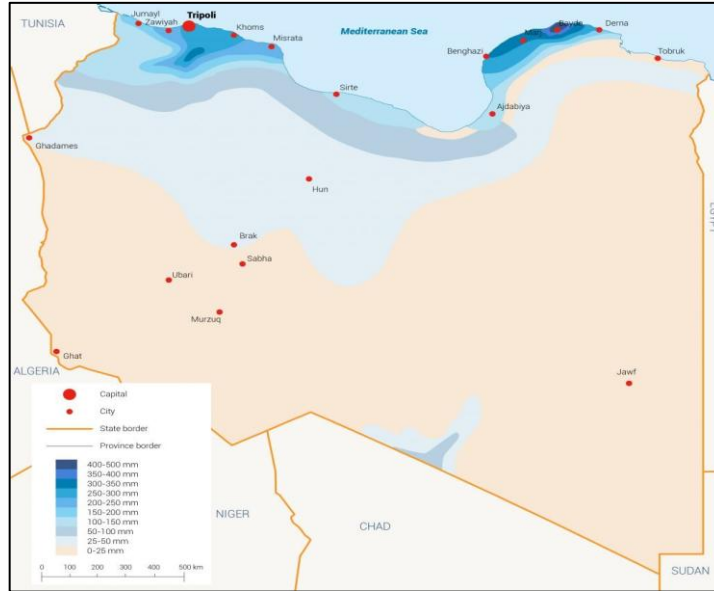 TUNISIA
Jumayl
Zawiyah
Tripoli
Khoms
Misrata
Mediterranean Sea
Marj
Bayda
Derna
Benghazi
Tobruk
Sirte
Ajdabiya
Ghadames
Hun
EGYPT
Brak
Sabha
Ubari
Murzuq
Ghat
Jawf
ALGERIA
Capital
City
State border
Province border
400-500 mm
350-400 mm
300-350 mm
250-300 mm
200-250 mm
150-200 mm
100-150 mm
50-100 mm
25-50 mm
0-25 mm
0 100 200 300 400 500 km
NIGER
CHAD
SUDAN